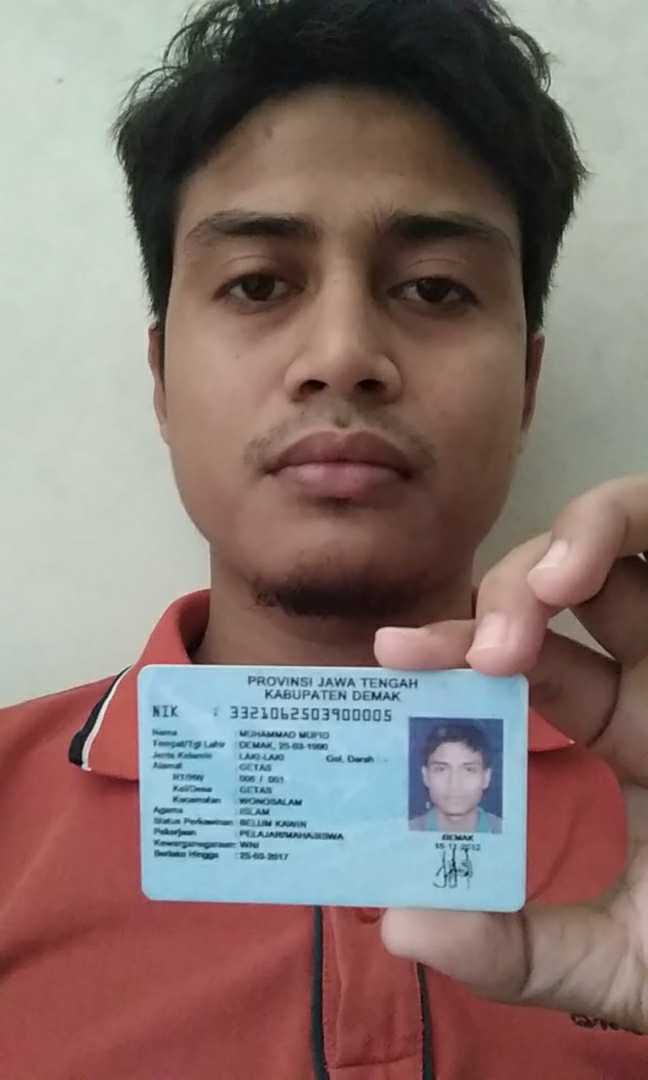 PROVINSI JAWA TENGAH
KABUPATEN DEMAK
NIK : 3321062503900005
Nama : MUHAMMAD MUFID
Tempat/Tgl Lahir : DEMAK, 25-03-1990
Jenis Kelamin : LAKI-LAKI Gol. Darah : -
Alamat : GETAS
RT/RW : 006 / 001
Kel/Desa : GETAS
Kecamatan : WONOSALAM
Agama : ISLAM
Status Perkawinan: BELUM KAWIN
Pekerjaan : PELAJAR/MAHASISWA
Kewarganegaraan: WNI
Berlaku Hingga : 25-03-2017
DEMAK